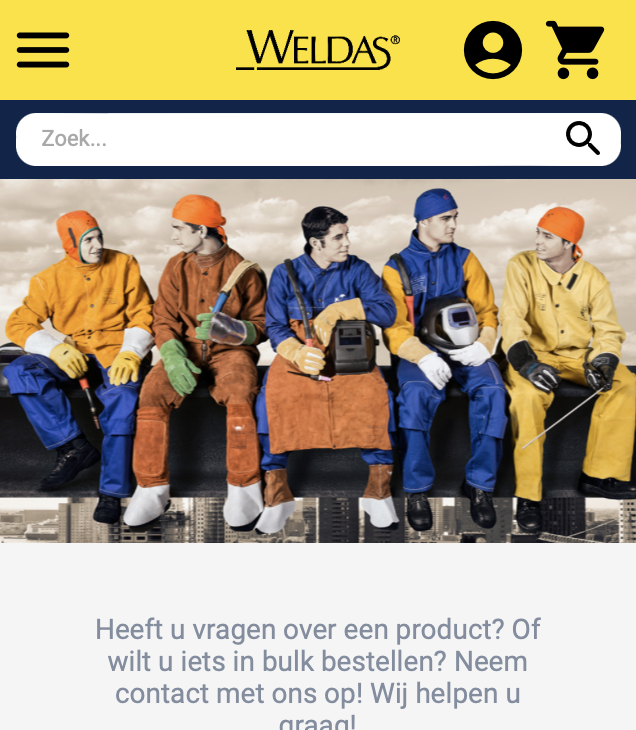 WELDAS®
Zoek...
Heeft u vragen over een product? Of
wilt u iets in bulk bestellen? Neem
contact met ons op! Wij helpen u
graag!